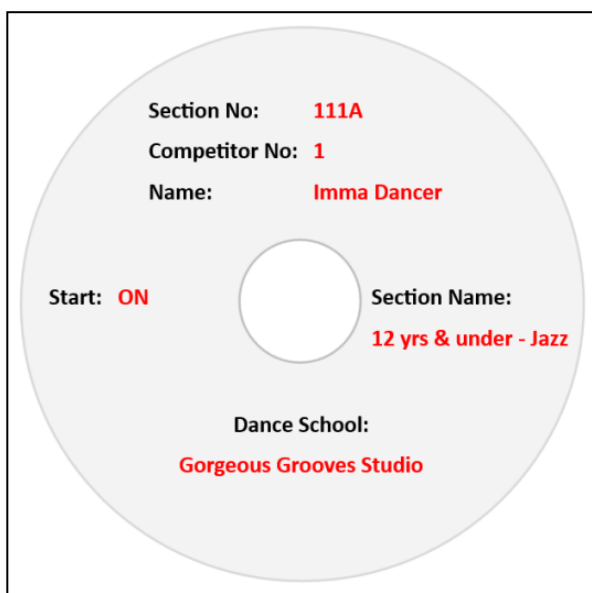 Section No: 111A
Competitor No: 1
Name: Imma Dancer
Start: ON
Section Name:
12 yrs & under - Jazz
Dance School:
Gorgeous Grooves Studio